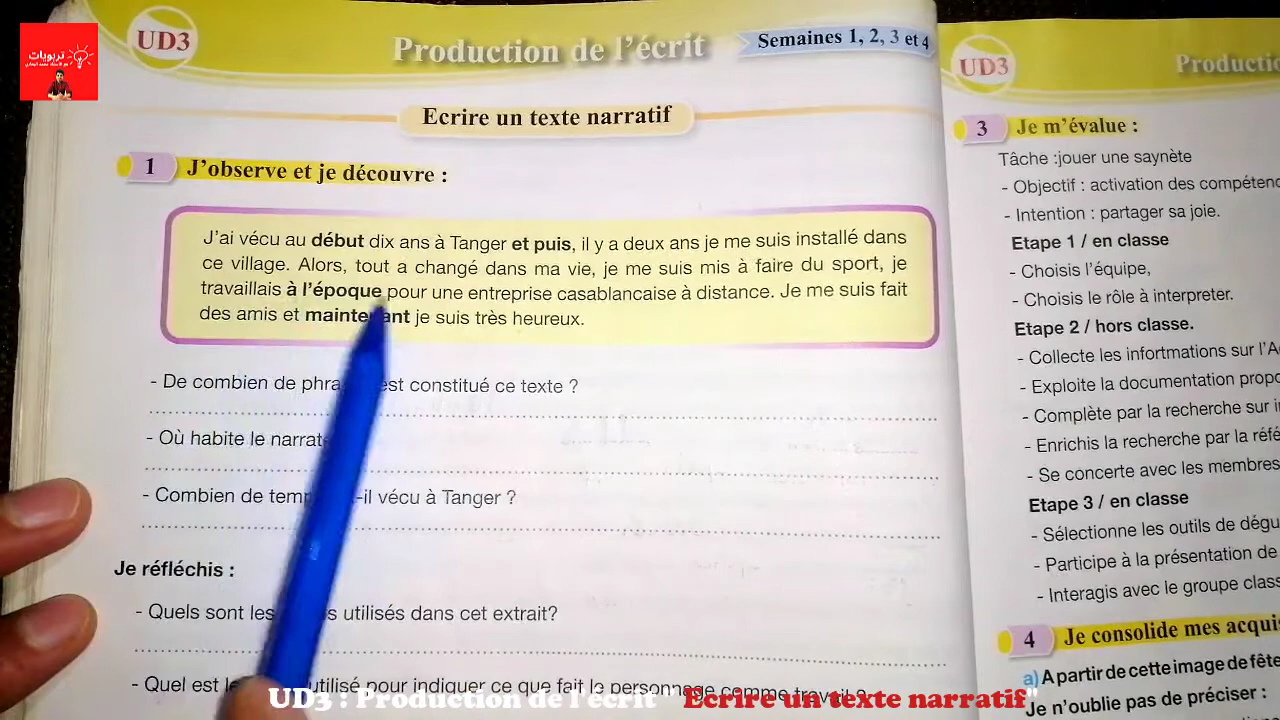 UD3
Production de l'écrit
Semaines 1, 2, 3 et 4
Ecrire un texte narratif
1 J'observe et je découvre :
J'ai vécu au début dix ans à Tanger et puis, il y a deux ans je me suis installé dans
ce village. Alors, tout a changé dans ma vie, je me suis mis à faire du sport, je
travaillais à l'époque pour une entreprise casablancaise à distance. Je me suis fait
des amis et maintenant je suis très heureux.
- De combien de est constitué ce texte ?
- Où habite le
- Combien de -il vécu à Tanger ?
Je réfléchis :
- Quels sont les utilisés dans cet extrait?
- Quel est utilisé pour indiquer ce que fait le personnage comme travail ?
UD3
3 Je m'évalue :
Tâche :jouer une saynète
- Objectif : activation des
- Intention : partager sa joie.
Etape 1 / en classe
- Choisis l'équipe,
- Choisis le rôle à interpreter.
Etape 2 / hors classe.
- Collecte les infortmations sur
- Exploite la documentation
- Complète par la recherche sur
- Enrichis la recherche par la
- Se concerte avec les membres
Etape 3 / en classe
- Sélectionne les outils de
- Participe à la présentation de
- Interagis avec le groupe
4 Je consolide mes
a) A partir de cette image de fête
Je n'oublie pas de préciser :
تربويات
UD3 : Production de l'écrit " Ecrire un texte narratif"